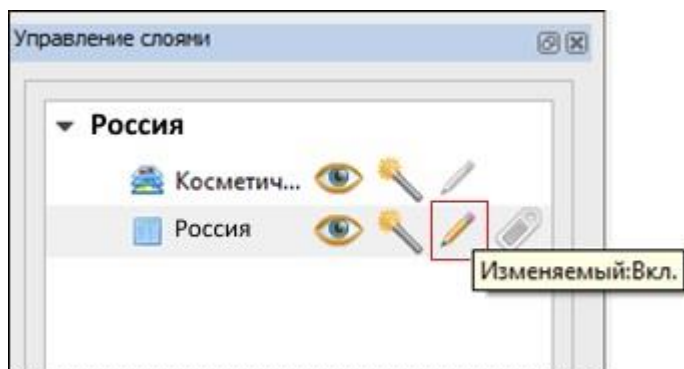 Управление слоями
Россия
Косметич...
Россия
Изменяемый:Вкл.